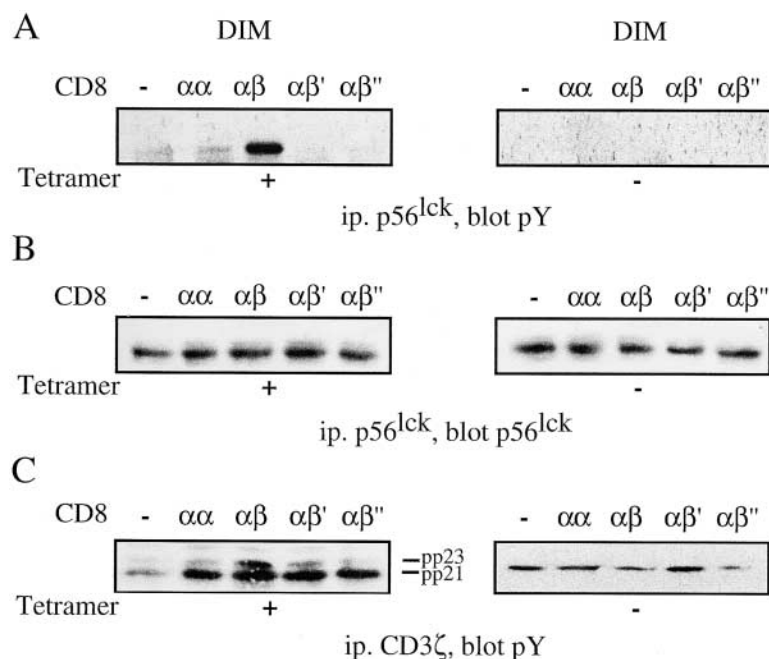 A
DIM DIM
CD8 - αα αβ αβ' αβ" - αα αβ αβ' αβ"
Tetramer + -
ip. p56lck, blot pY
B
CD8 - αα αβ αβ' αβ" - αα αβ αβ' αβ"
Tetramer + -
ip. p56lck, blot p56lck
C
CD8 - αα αβ αβ' αβ" - αα αβ αβ' αβ"
pp23
pp21
Tetramer + -
ip. CD3ζ, blot pY